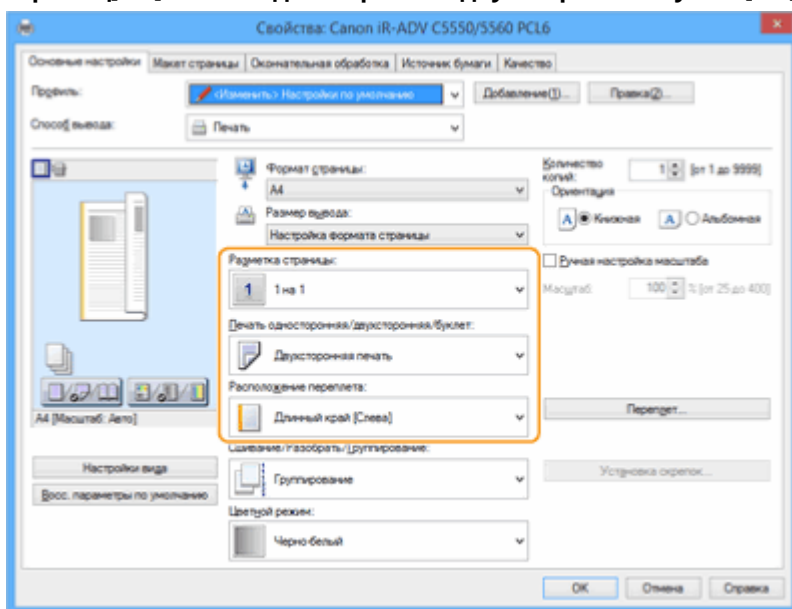 Свойства: Canon iR-ADV C5550/5560 PCL6
Основные настройки Макет страницы Окончательная обработка Источник бумаги Качество
Профиль: <Изменить> Настройки по умолчанию Добавление(1)... Правка(2)...
Способ вывода: Печать
Формат страницы:
A4
Размер вывода:
Настройка формата страницы
Количество копий: 1 [от 1 до 9999]
Ориентация
A Книжная A Альбомная
Разметка страницы:
1 1 на 1
Ручная настройка масштаба
Масштаб: 100 % [от 25 до 400]
Печать односторонняя/двухсторонняя/буклет:
Двухсторонняя печать
Расположение переплета:
Длинный край [Слева]
Переплет...
A4 [Масштаб: Авто]
Сшивание/Разобрать/Группирование:
Группирование
Установка скрепок...
Настройки вида
Восс. параметры по умолчанию
Цветной режим:
Черно-белый
OK Отмена Справка